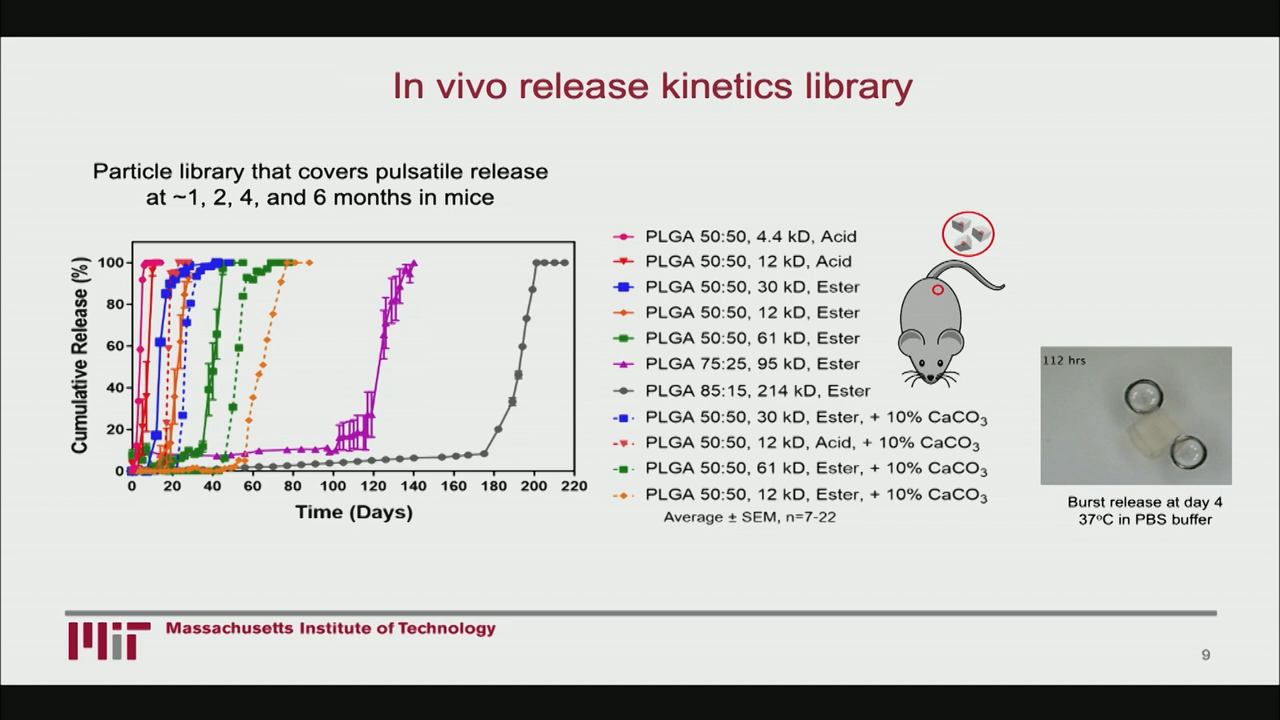 In vivo release kinetics library
Particle library that covers pulsatile release
at ~1, 2, 4, and 6 months in mice
Cumulative Release (%)
100
80
60
40
20
0
0 20 40 60 80 100 120 140 160 180 200 220
Time (Days)
PLGA 50:50, 4.4 kD, Acid
PLGA 50:50, 12 kD, Acid
PLGA 50:50, 30 kD, Ester
PLGA 50:50, 12 kD, Ester
PLGA 50:50, 61 kD, Ester
PLGA 75:25, 95 kD, Ester
PLGA 85:15, 214 kD, Ester
PLGA 50:50, 30 kD, Ester, + 10% CaCO₃
PLGA 50:50, 12 kD, Acid, + 10% CaCO₃
PLGA 50:50, 61 kD, Ester, + 10% CaCO₃
PLGA 50:50, 12 kD, Ester, + 10% CaCO₃
Average ± SEM, n=7-22
112 hrs
Burst release at day 4
37ºC in PBS buffer
MIT
Massachusetts Institute of Technology
9